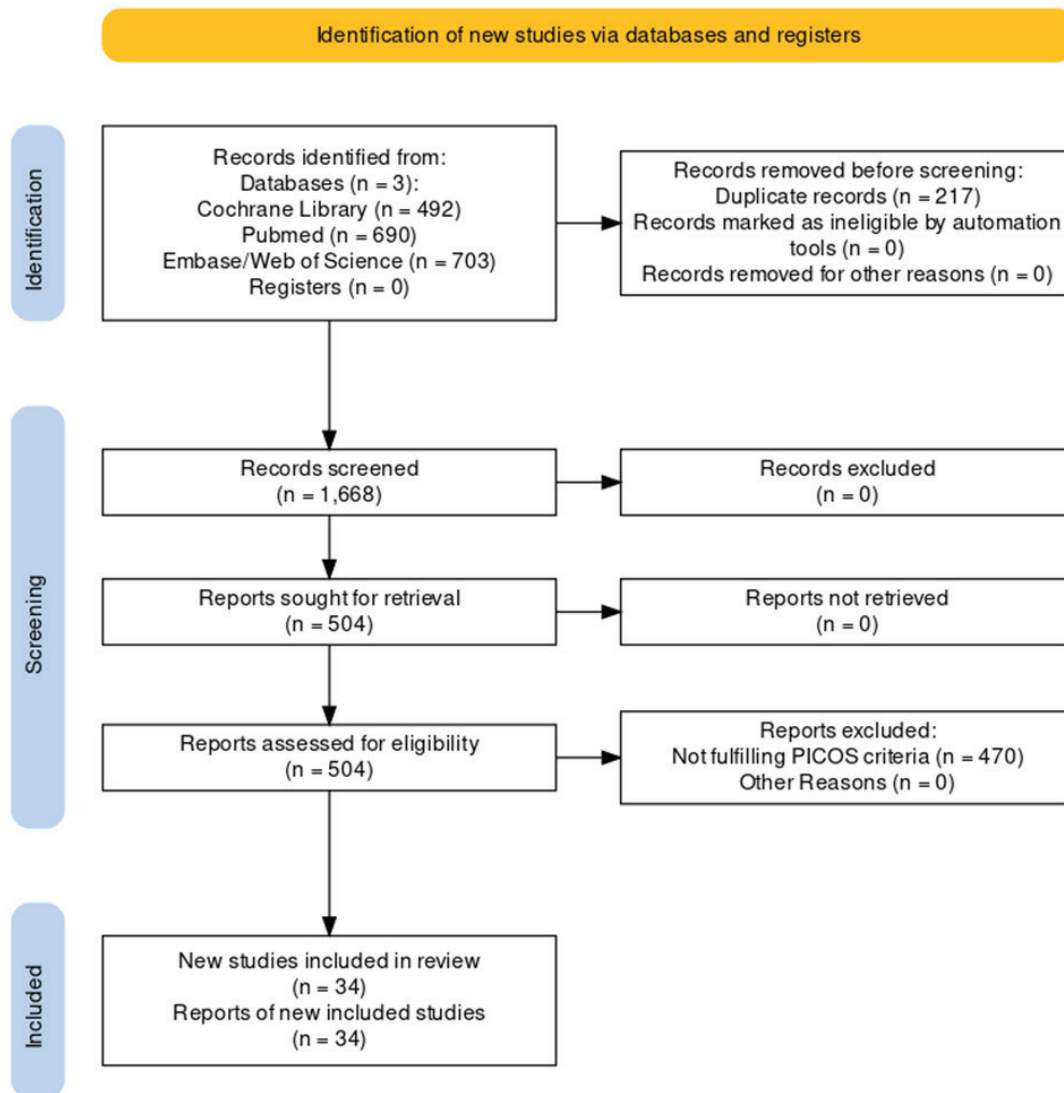 Identification of new studies via databases and registers
Identification
Records identified from:
Databases (n = 3):
Cochrane Library (n = 492)
Pubmed (n = 690)
Embase/Web of Science (n = 703)
Registers (n = 0)
Records removed before screening:
Duplicate records (n = 217)
Records marked as ineligible by automation
tools (n = 0)
Records removed for other reasons (n = 0)
Screening
Records screened
(n = 1,668)
Records excluded
(n = 0)
Reports sought for retrieval
(n = 504)
Reports not retrieved
(n = 0)
Reports assessed for eligibility
(n = 504)
Reports excluded:
Not fulfilling PICOS criteria (n = 470)
Other Reasons (n = 0)
Included
New studies included in review
(n = 34)
Reports of new included studies
(n = 34)